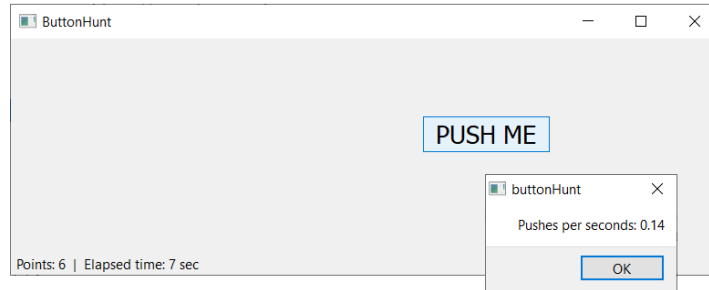 ButtonHunt
PUSH ME
buttonHunt
Pushes per seconds: 0.14
OK
Points: 6 | Elapsed time: 7 sec